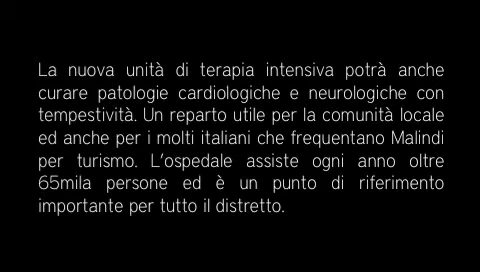 La nuova unità di terapia intensiva potrà anche
curare patologie cardiologiche e neurologiche con
tempestività. Un reparto utile per la comunità locale
ed anche per i molti italiani che frequentano Malindi
per turismo. L'ospedale assiste ogni anno oltre
65mila persone ed è un punto di riferimento
importante per tutto il distretto.